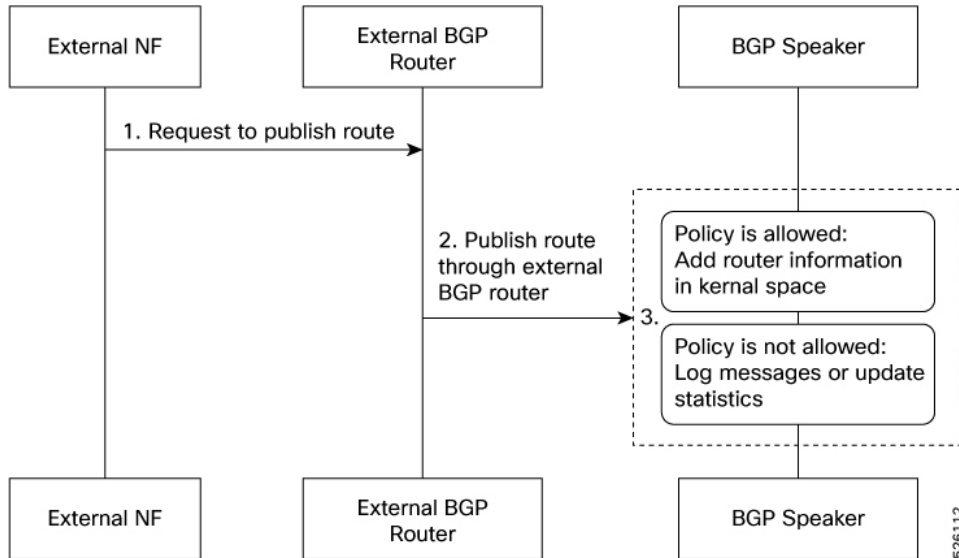 External NF
External BGP
Router
BGP Speaker
1. Request to publish route
2. Publish route
through external
BGP router
3.
Policy is allowed:
Add router information
in kernal space
Policy is not allowed:
Log messages or update
statistics
External NF
External BGP
Router
BGP Speaker
526112